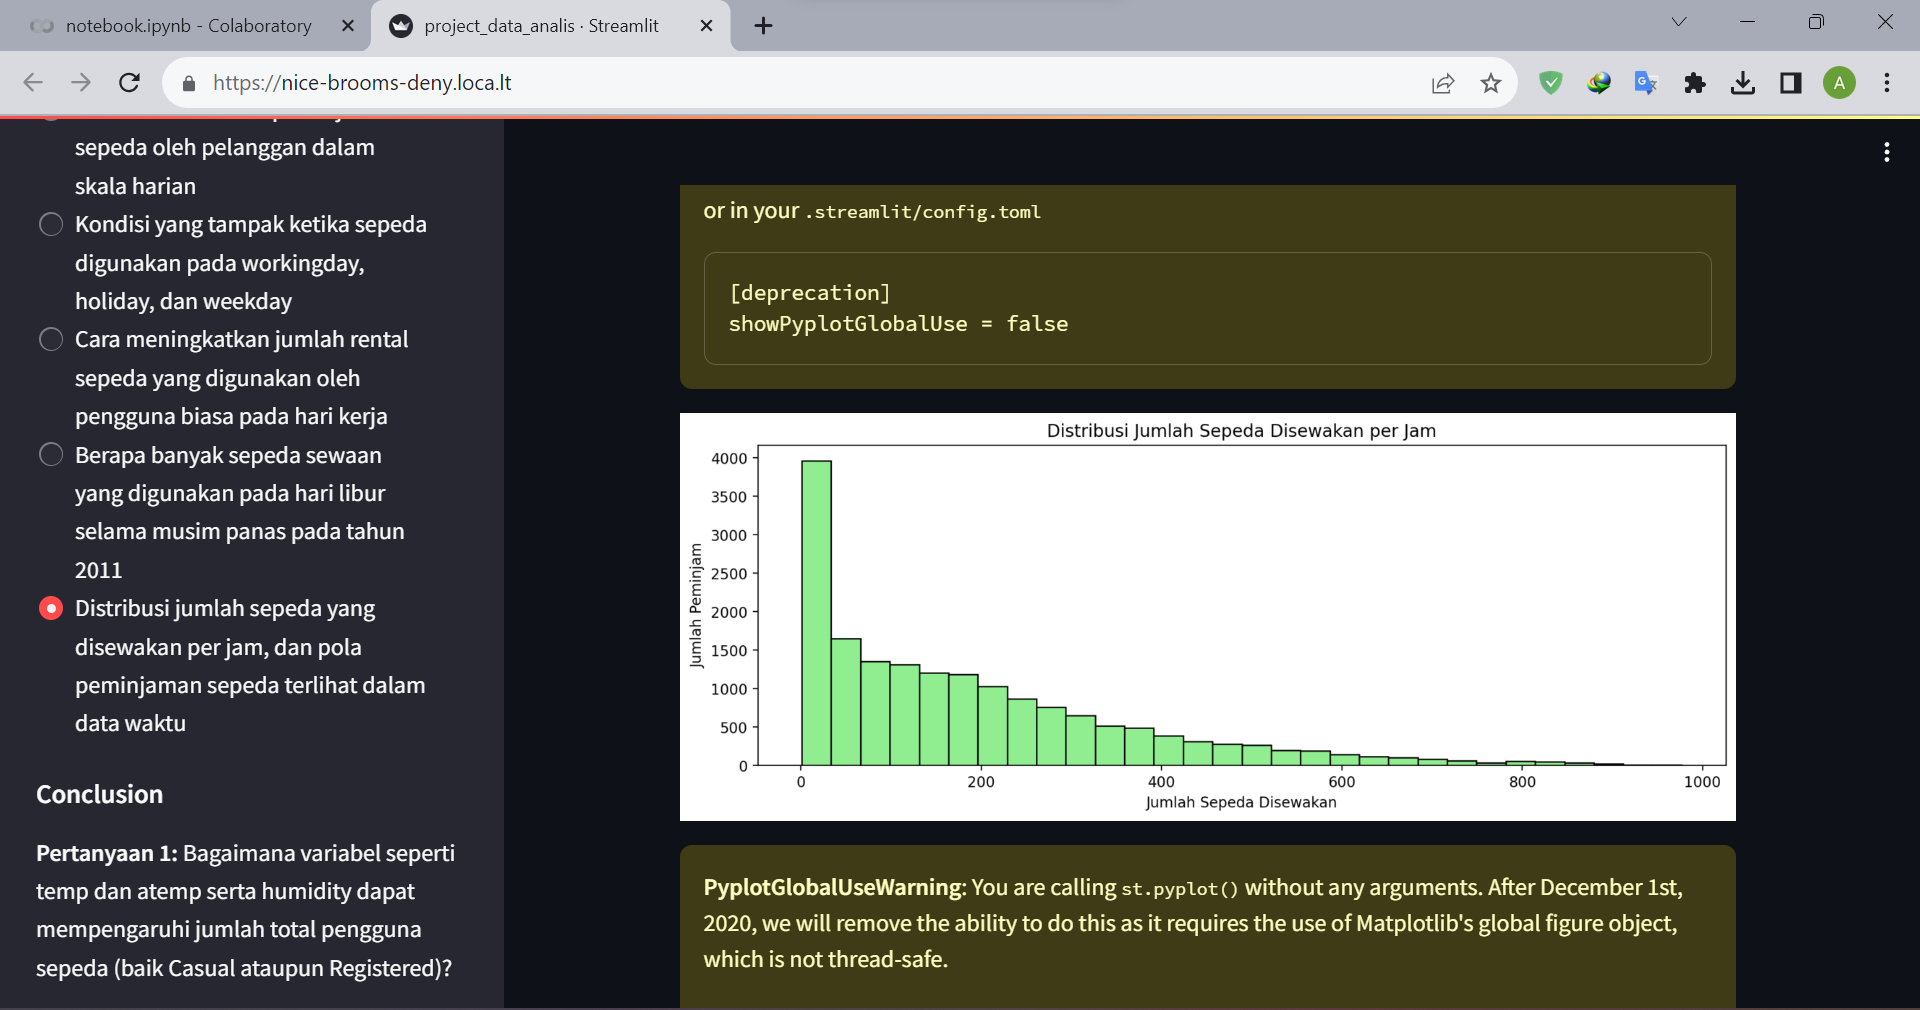 notebook.ipynb - Colaboratory
project_data_analis · Streamlit
https://nice-brooms-deny.loca.lt
A
sepeda oleh pelanggan dalam
skala harian
Kondisi yang tampak ketika sepeda
digunakan pada workingday,
holiday, dan weekday
Cara meningkatkan jumlah rental
sepeda yang digunakan oleh
pengguna biasa pada hari kerja
Berapa banyak sepeda sewaan
yang digunakan pada hari libur
selama musim panas pada tahun
2011
Distribusi jumlah sepeda yang
disewakan per jam, dan pola
peminjaman sepeda terlihat dalam
data waktu
Conclusion
Pertanyaan 1: Bagaimana variabel seperti
temp dan atemp serta humidity dapat
mempengaruhi jumlah total pengguna
sepeda (baik Casual ataupun Registered)?
or in your .streamlit/config.toml
[deprecation]
showPyplotGlobalUse = false
Distribusi Jumlah Sepeda Disewakan per Jam
Jumlah Peminjam
4000
3500
3000
2500
2000
1500
1000
500
0
0 200 400 600 800 1000
Jumlah Sepeda Disewakan
PyplotGlobalUseWarning: You are calling st.pyplot() without any arguments. After December 1st,
2020, we will remove the ability to do this as it requires the use of Matplotlib's global figure object,
which is not thread-safe.